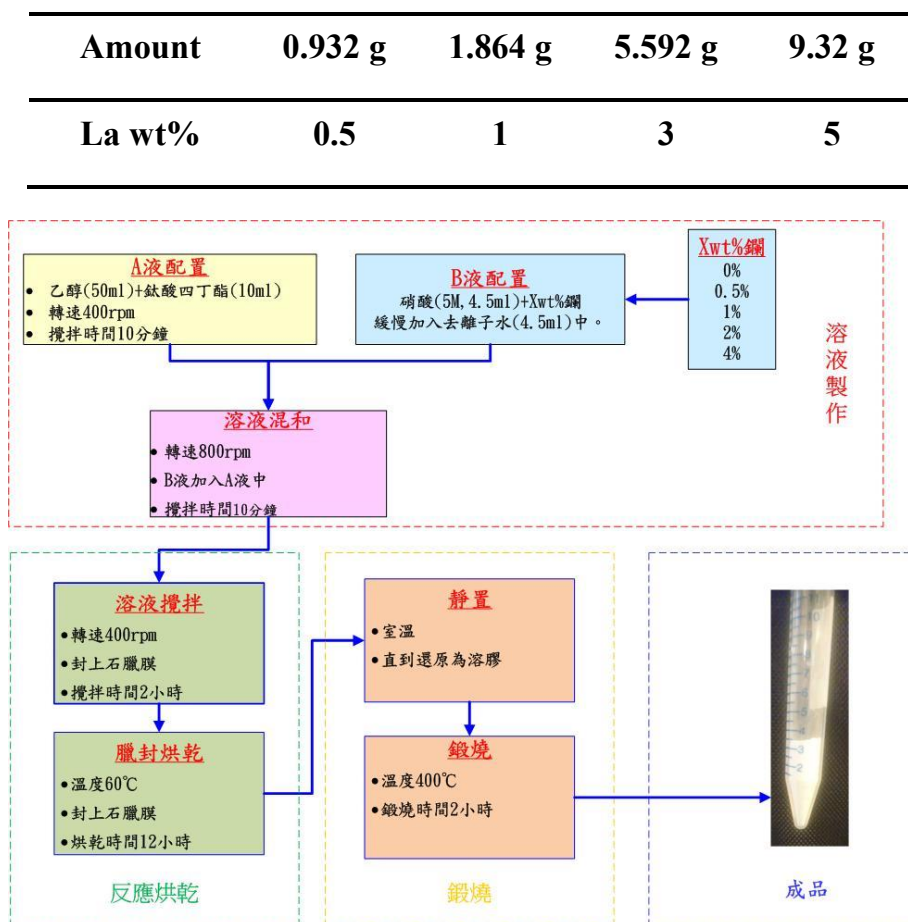 Amount 0.932 g 1.864 g 5.592 g 9.32 g
La wt% 0.5 1 3 5
A液配置
• 乙醇(50ml)+鈦酸四丁酯(10ml)
• 轉速400rpm
• 攪拌時間10分鐘
B液配置
硝酸(5M,4.5ml)+Xwt%鑭
緩慢加入去離子水(4.5ml)中。
Xwt%鑭
0%
0.5%
1%
2%
4%
溶液製作
溶液混和
• 轉速800rpm
• B液加入A液中
• 攪拌時間10分鐘
溶液攪拌
•轉速400rpm
•封上石臘膜
•攪拌時間2小時
臘封烘乾
•溫度60℃
•封上石臘膜
•烘乾時間12小時
反應烘乾
靜置
•室溫
•直到還原為溶膠
鍛燒
•溫度400℃
•鍛燒時間2小時
鍛燒
成品